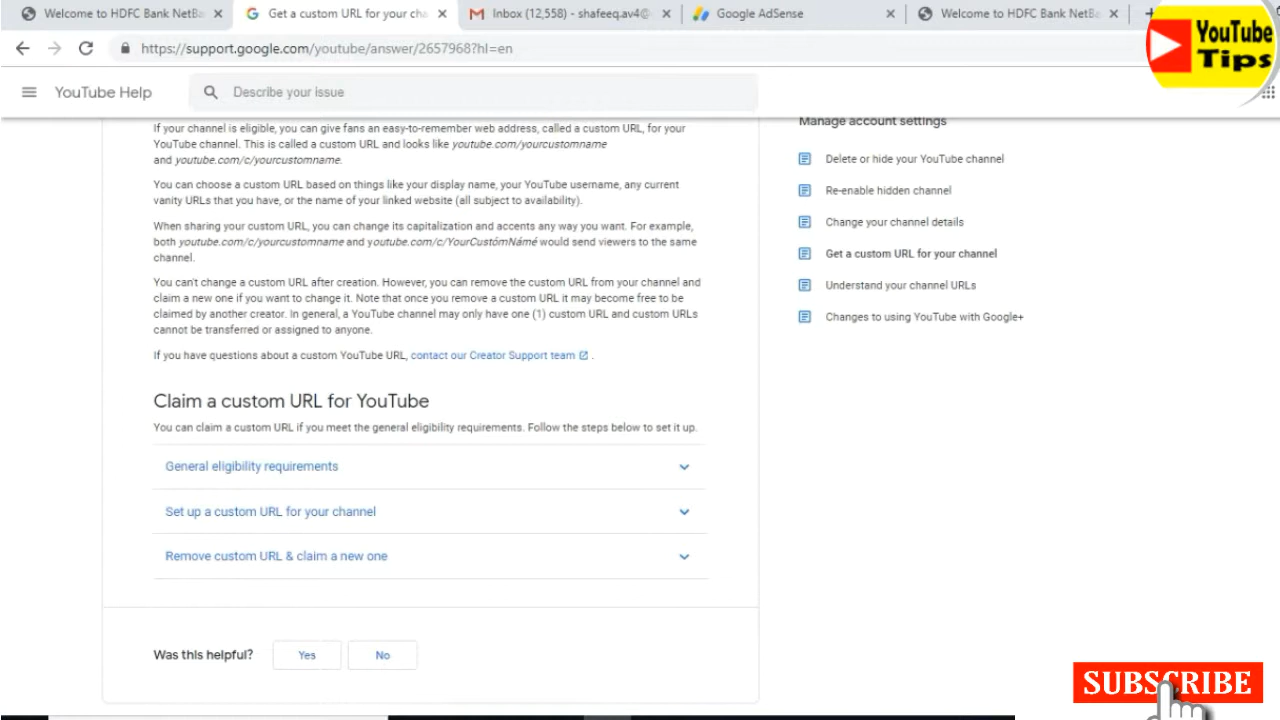 Welcome to HDFC Bank NetBa
Get a custom URL for your cha
Inbox (12,558) - shafeeq.av4@
Google AdSense
Welcome to HDFC Bank NetBa
https://support.google.com/youtube/answer/2657968?hl=en
YouTube
Tips
YouTube Help
Describe your issue
If your channel is eligible, you can give fans an easy-to-remember web address, called a custom URL, for your
YouTube channel. This is called a custom URL and looks like youtube.com/yourcustomname
and youtube.com/c/yourcustomname.
You can choose a custom URL based on things like your display name, your YouTube username, any current
vanity URLs that you have, or the name of your linked website (all subject to availability).
When sharing your custom URL, you can change its capitalization and accents any way you want. For example,
both youtube.com/c/yourcustomname and youtube.com/c/YourCustómNámé would send viewers to the same
channel.
You can't change a custom URL after creation. However, you can remove the custom URL from your channel and
claim a new one if you want to change it. Note that once you remove a custom URL it may become free to be
claimed by another creator. In general, a YouTube channel may only have one (1) custom URL and custom URLs
cannot be transferred or assigned to anyone.
If you have questions about a custom YouTube URL, contact our Creator Support team .
Claim a custom URL for YouTube
You can claim a custom URL if you meet the general eligibility requirements. Follow the steps below to set it up.
General eligibility requirements
Set up a custom URL for your channel
Remove custom URL & claim a new one
Was this helpful?
Yes
No
Manage account settings
Delete or hide your YouTube channel
Re-enable hidden channel
Change your channel details
Get a custom URL for your channel
Understand your channel URLs
Changes to using YouTube with Google+
SUBSCRIBE